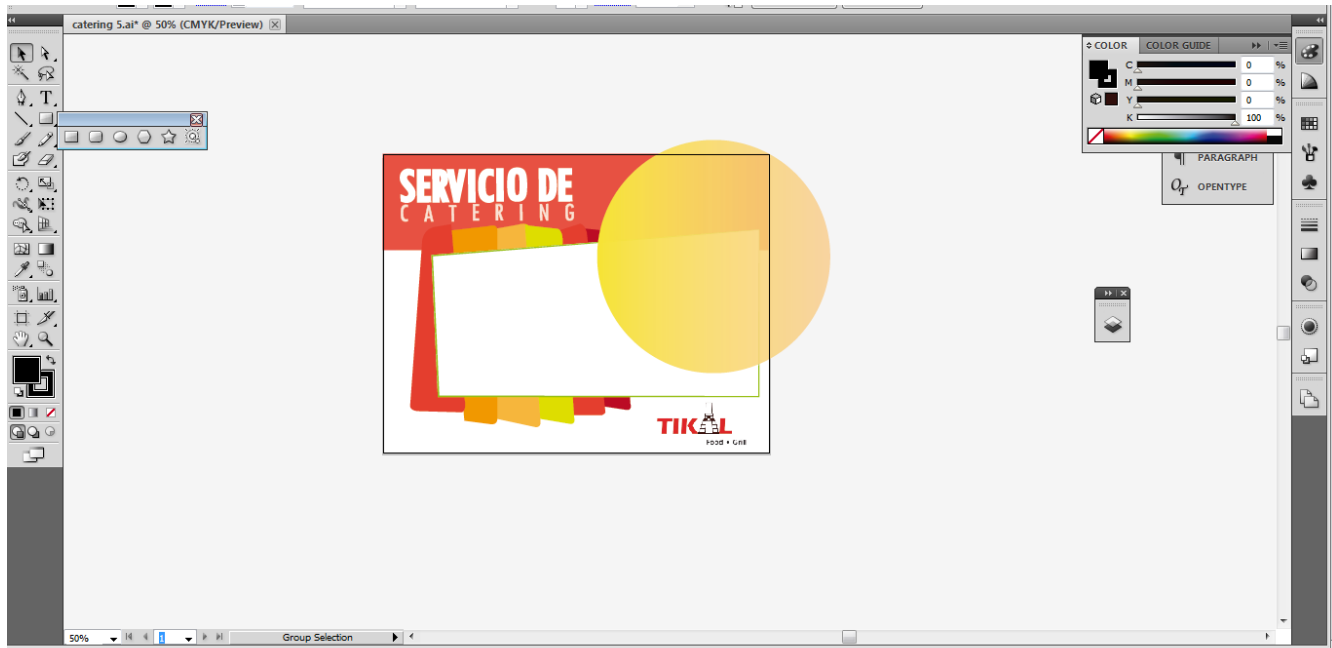 catering 5.ai* @ 50% (CMYK/Preview)
COLOR COLOR GUIDE
C 0 %
M 0 %
Y 0 %
K 100 %
PARAGRAPH
OPENTYPE
SERVICIO DE
CATERING
TIKAL
Food • Grill
50% 1 Group Selection